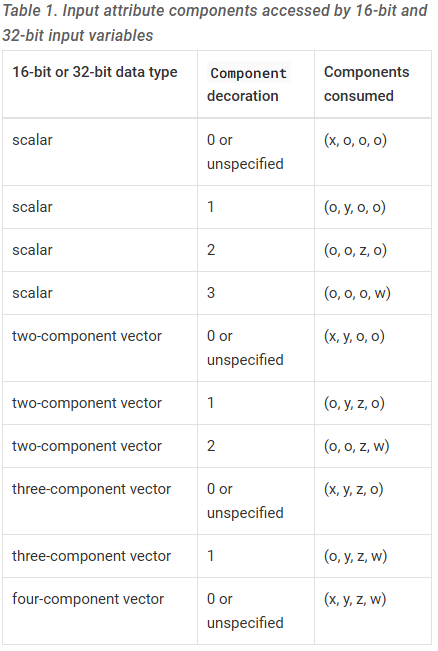 Table 1. Input attribute components accessed by 16-bit and
32-bit input variables
16-bit or 32-bit data type Component decoration Components consumed
scalar 0 or unspecified (x, o, o, o)
scalar 1 (o, y, o, o)
scalar 2 (o, o, z, o)
scalar 3 (o, o, o, w)
two-component vector 0 or unspecified (x, y, o, o)
two-component vector 1 (o, y, z, o)
two-component vector 2 (o, o, z, w)
three-component vector 0 or unspecified (x, y, z, o)
three-component vector 1 (o, y, z, w)
four-component vector 0 or unspecified (x, y, z, w)